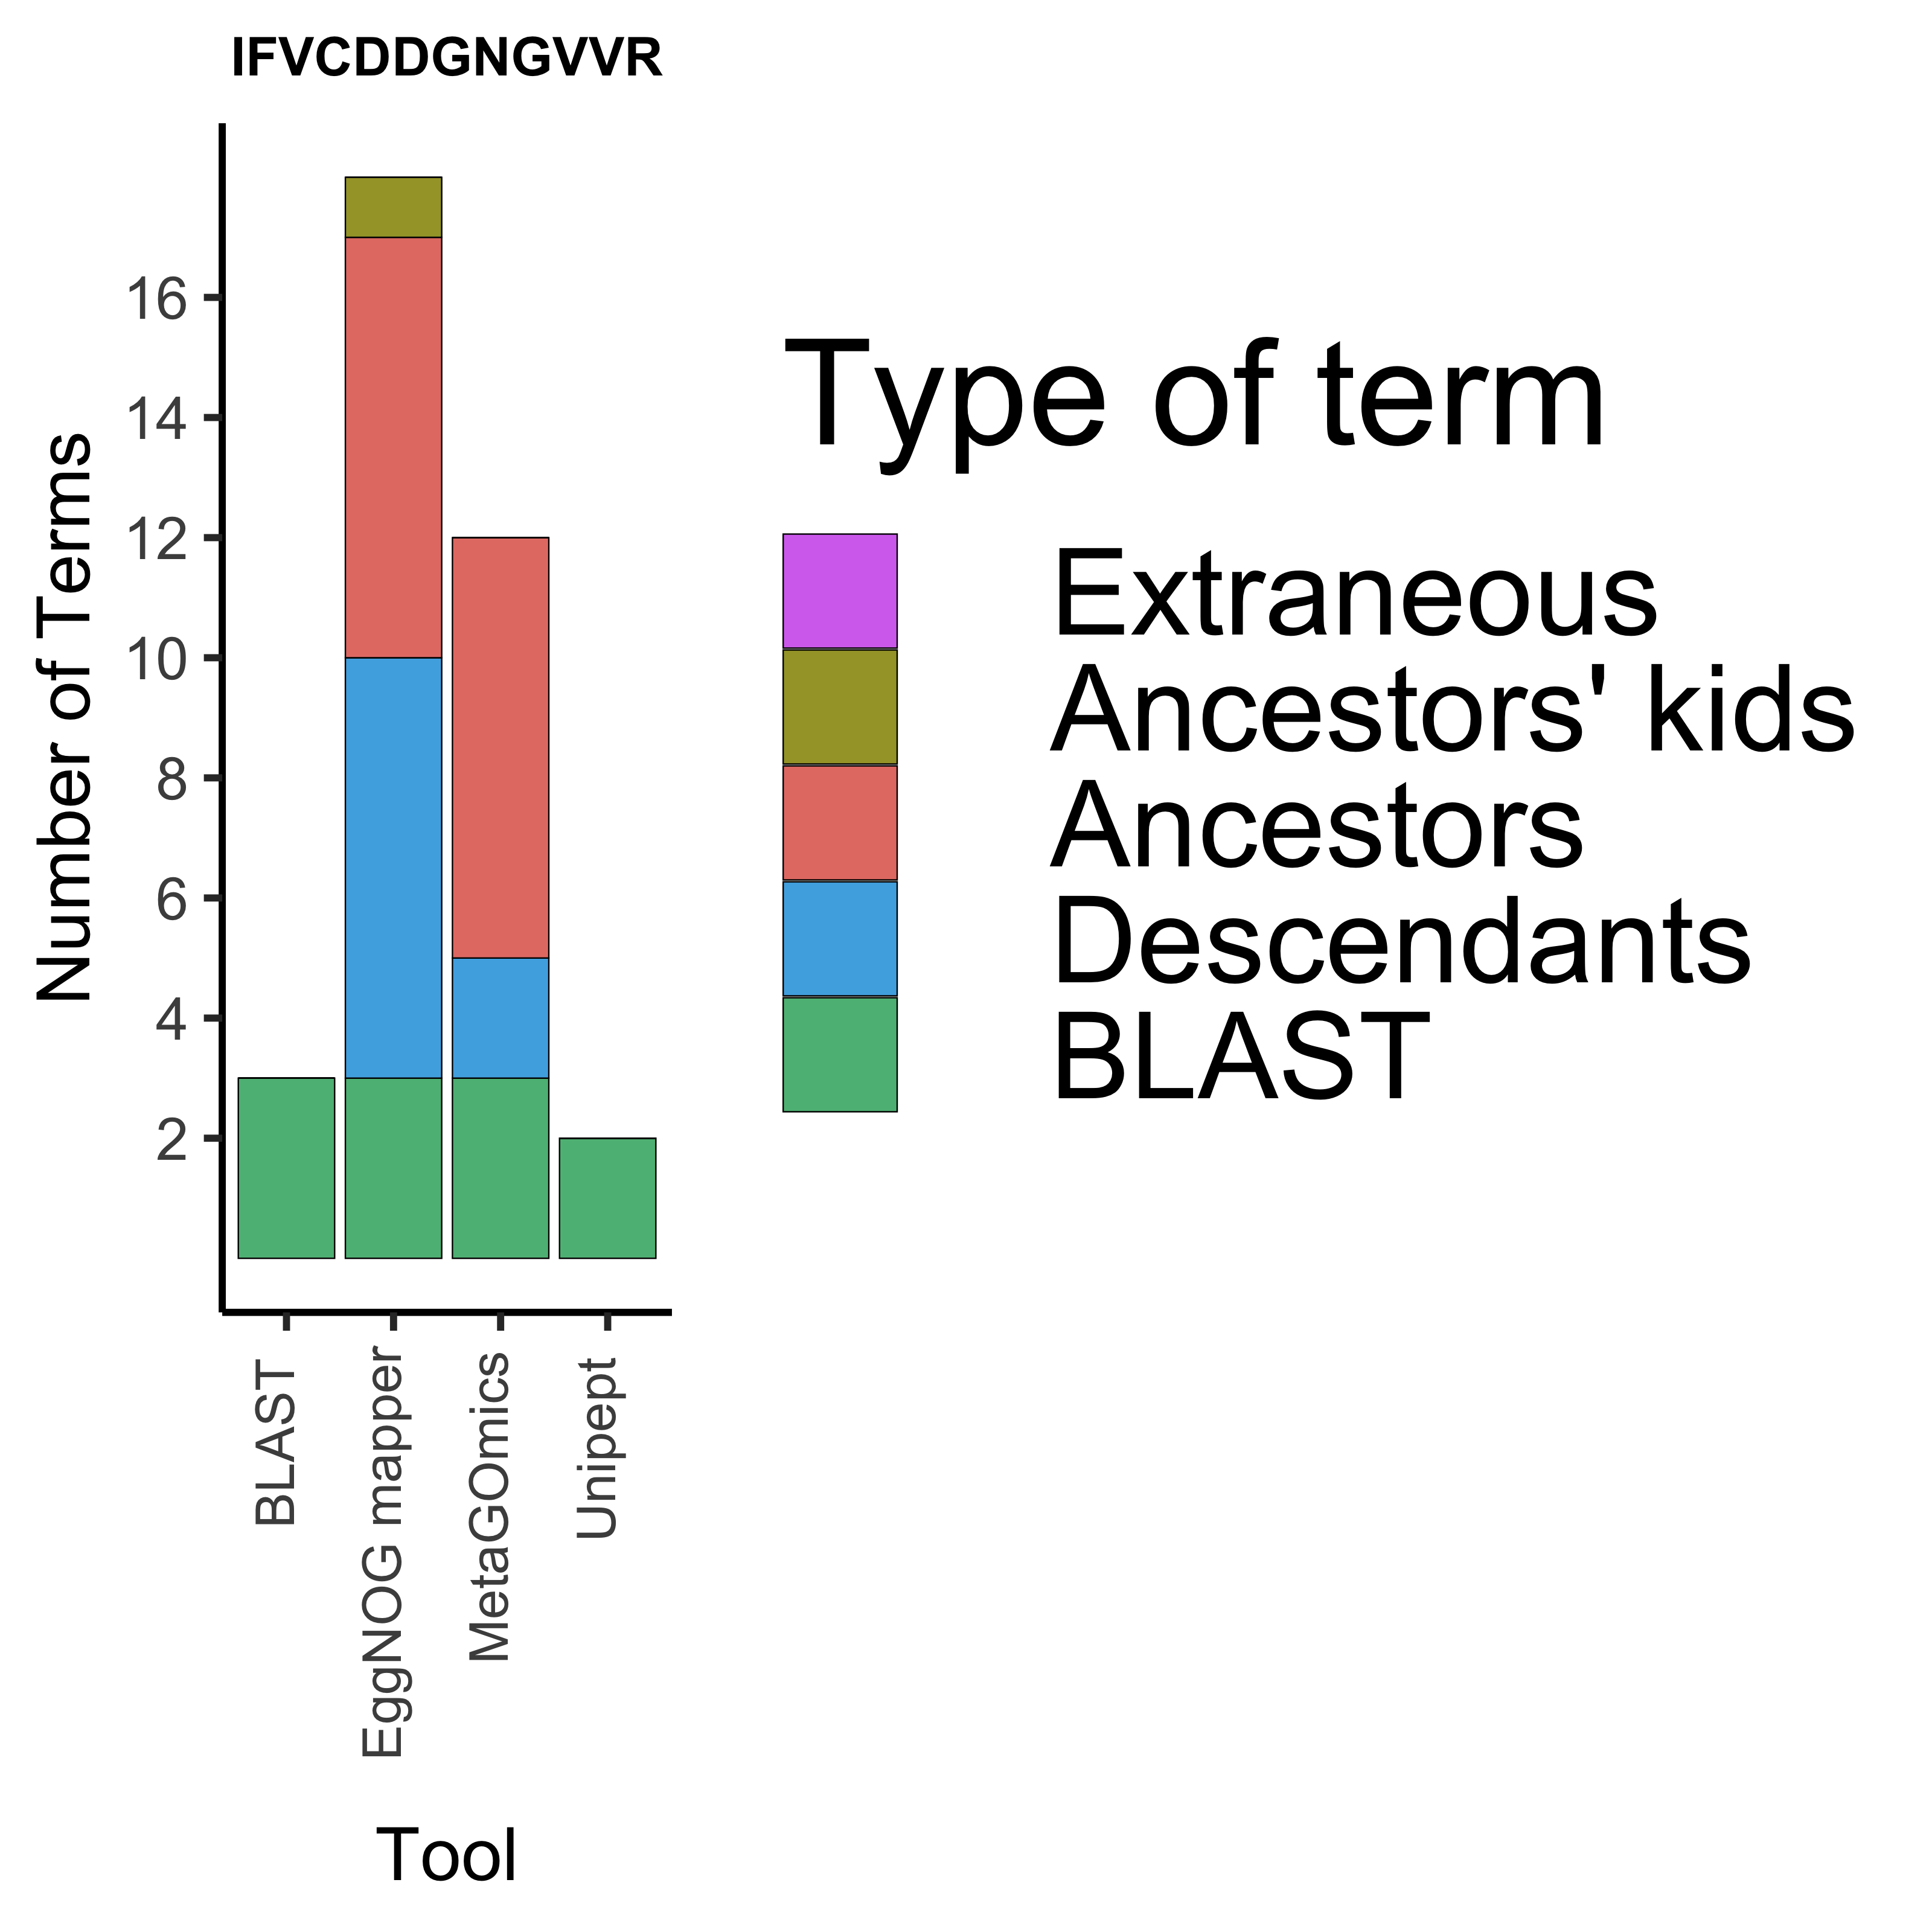 IFVCDDGNGVVR
Number of Terms
16
14
12
10
8
6
4
2
BLAST
EggNOG mapper
MetaGOmics
Unipept
Tool
Type of term
Extraneous
Ancestors' kids
Ancestors
Descendants
BLAST